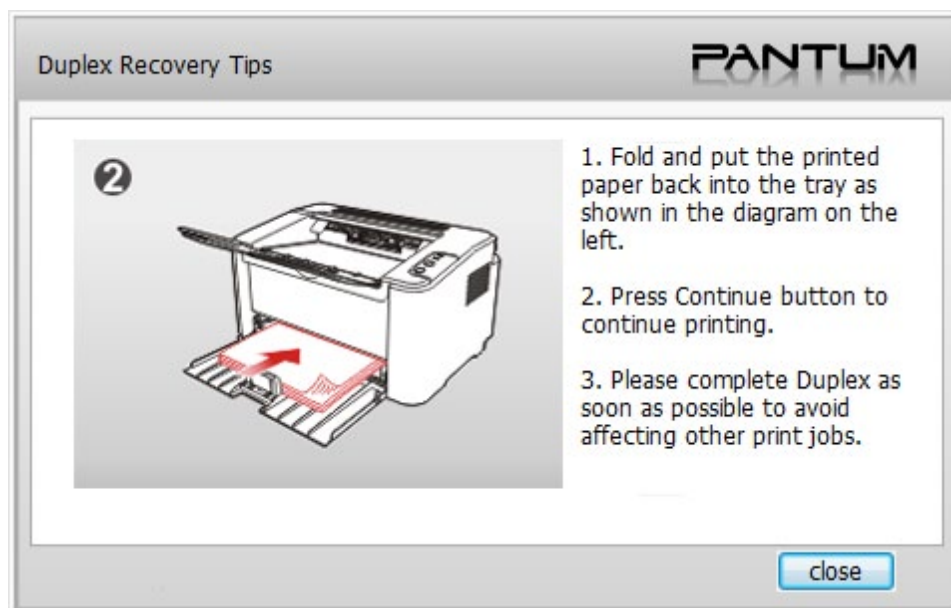 Duplex Recovery Tips
PANTUM
2
1. Fold and put the printed
paper back into the tray as
shown in the diagram on the
left.
2. Press Continue button to
continue printing.
3. Please complete Duplex as
soon as possible to avoid
affecting other print jobs.
close